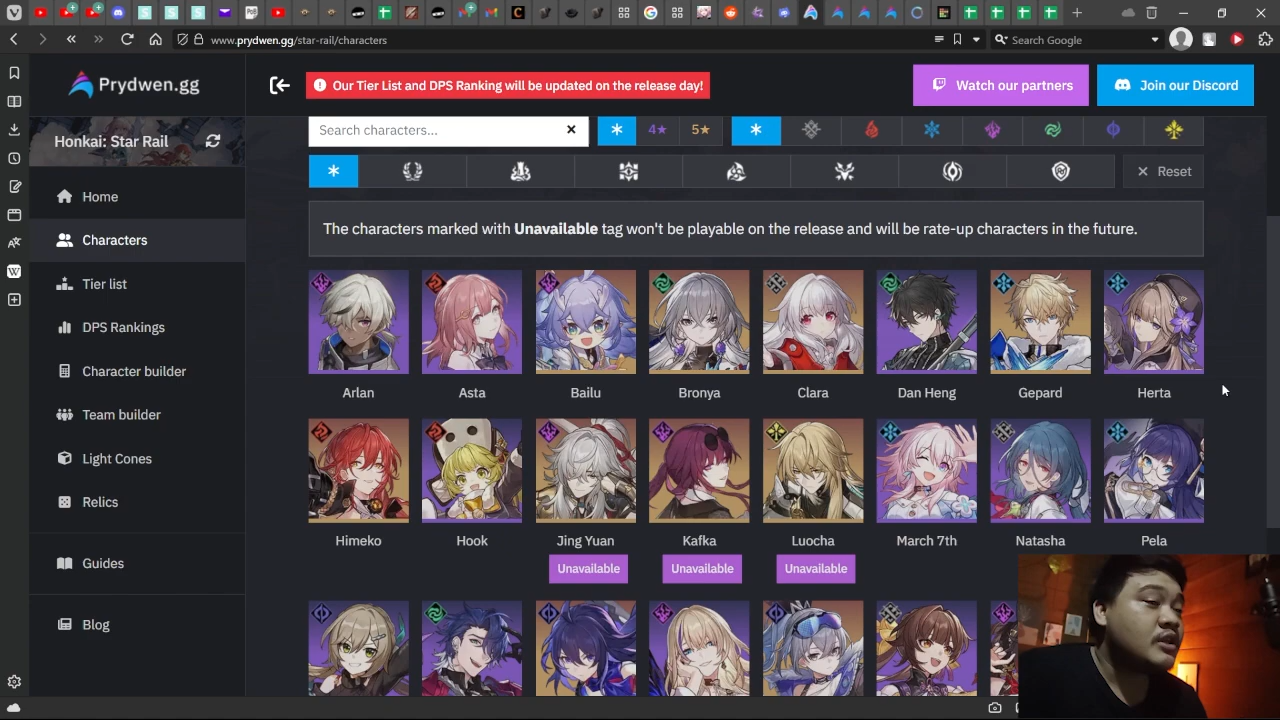 www.prydwen.gg/star-rail/characters
Search Google
Prydwen.gg
Our Tier List and DPS Ranking will be updated on the release day!
Watch our partners
Join our Discord
Honkai: Star Rail
Search characters...
4★
5★
Reset
Home
Characters
Tier list
DPS Rankings
Character builder
Team builder
Light Cones
Relics
Guides
Blog
The characters marked with Unavailable tag won't be playable on the release and will be rate-up characters in the future.
Arlan
Asta
Bailu
Bronya
Clara
Dan Heng
Gepard
Herta
Himeko
Hook
Jing Yuan
Kafka
Luocha
March 7th
Natasha
Pela
Unavailable
Unavailable
Unavailable